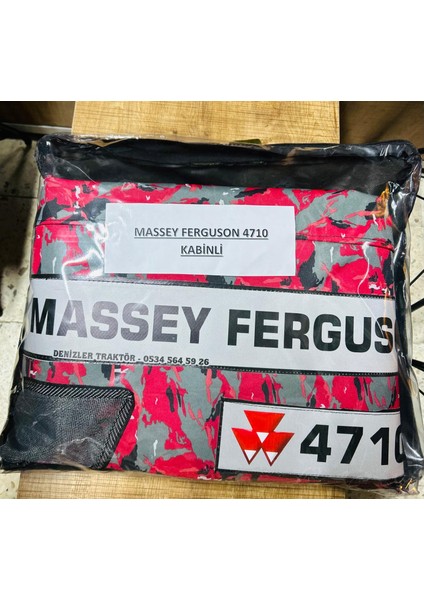 MASSEY FERGUSON 4710
KABİNLİ
MASSEY FERGUS
DENİZLER TRAKTÖR - 0534 564 59 26
4710